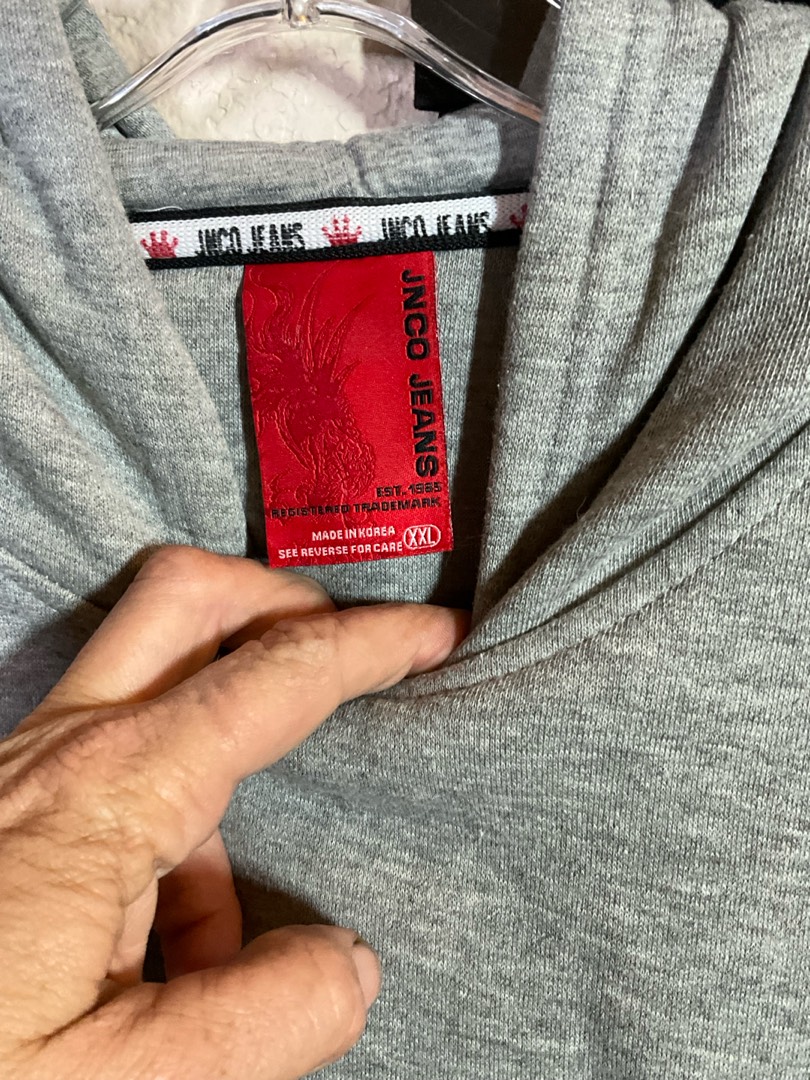 JNCO JEANS JNCO JEANS
JNCO JEANS
EST. 1985
REGISTERED TRADEMARK
MADE IN KOREA
SEE REVERSE FOR CARE XXL